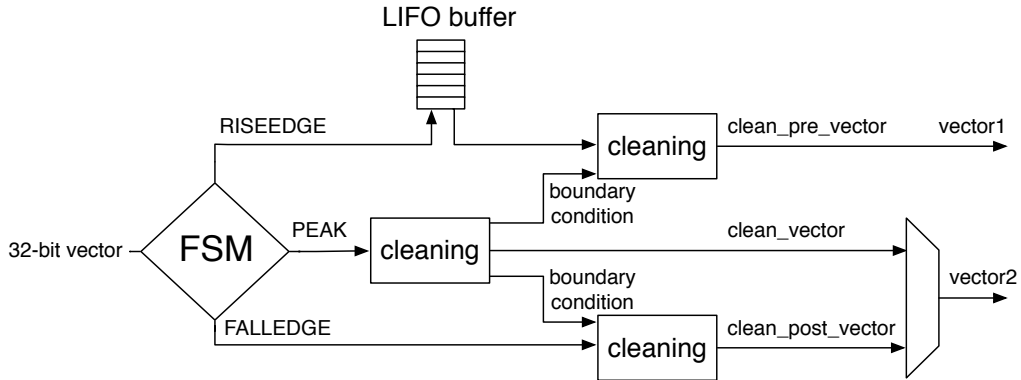 LIFO buffer
RISEEDGE
cleaning
clean_pre_vector
vector1
boundary
condition
32-bit vector
FSM
PEAK
cleaning
clean_vector
boundary
condition
vector2
FALLEDGE
cleaning
clean_post_vector